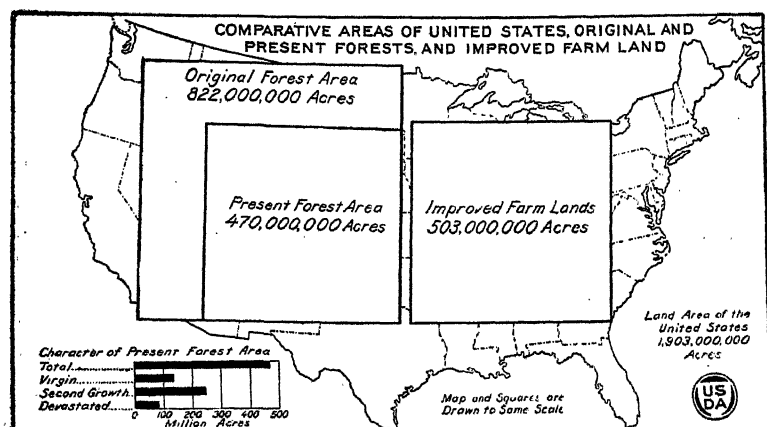 COMPARATIVE AREAS OF UNITED STATES, ORIGINAL AND
PRESENT FORESTS, AND IMPROVED FARM LAND
Original Forest Area
822,000,000 Acres
Present Forest Area
470,000,000 Acres
Improved Farm Lands
503,000,000 Acres
Land Area of the
United States
1,903,000,000
Acres
Character of Present Forest Area
Total
Virgin
Second Growth
Devastated
0 100 200 300 400 500
Million Acres
Map and Squares are
Drawn to Same Scale
US
DA